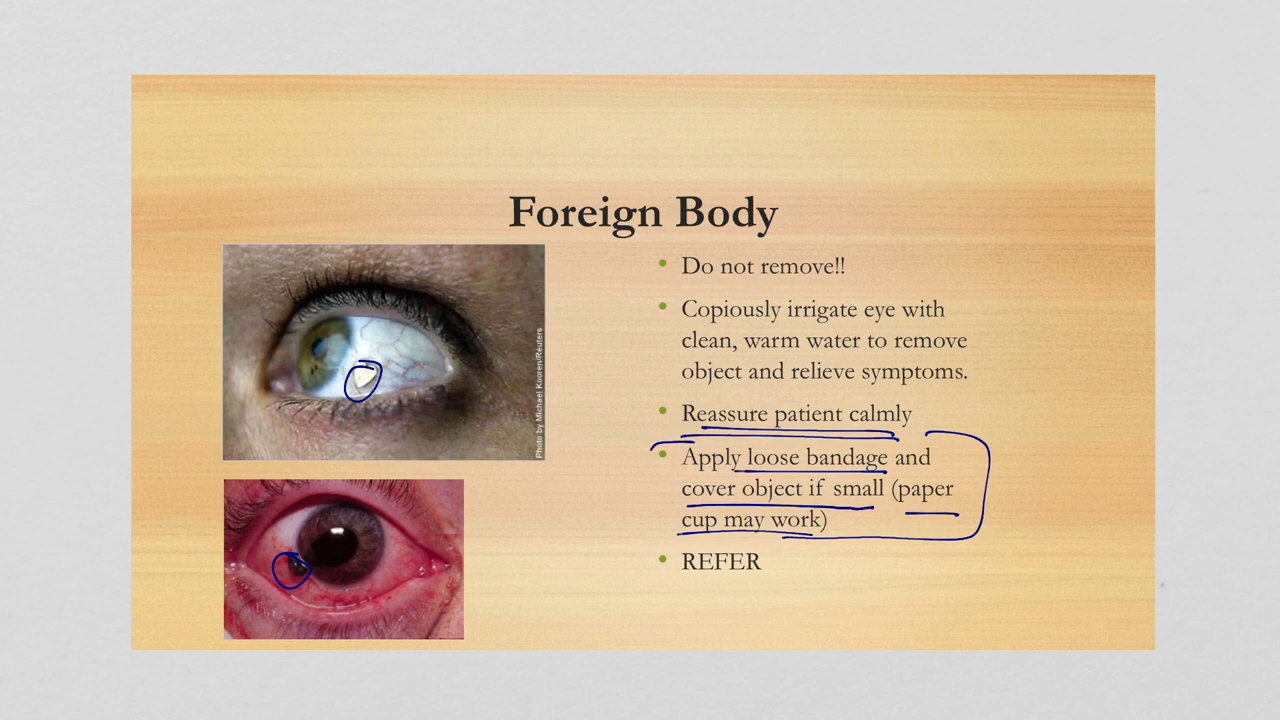 Foreign Body
Photo by Michael Kooren/Reuters
• Do not remove!!
• Copiously irrigate eye with
clean, warm water to remove
object and relieve symptoms.
• Reassure patient calmly
• Apply loose bandage and
cover object if small (paper
cup may work)
• REFER